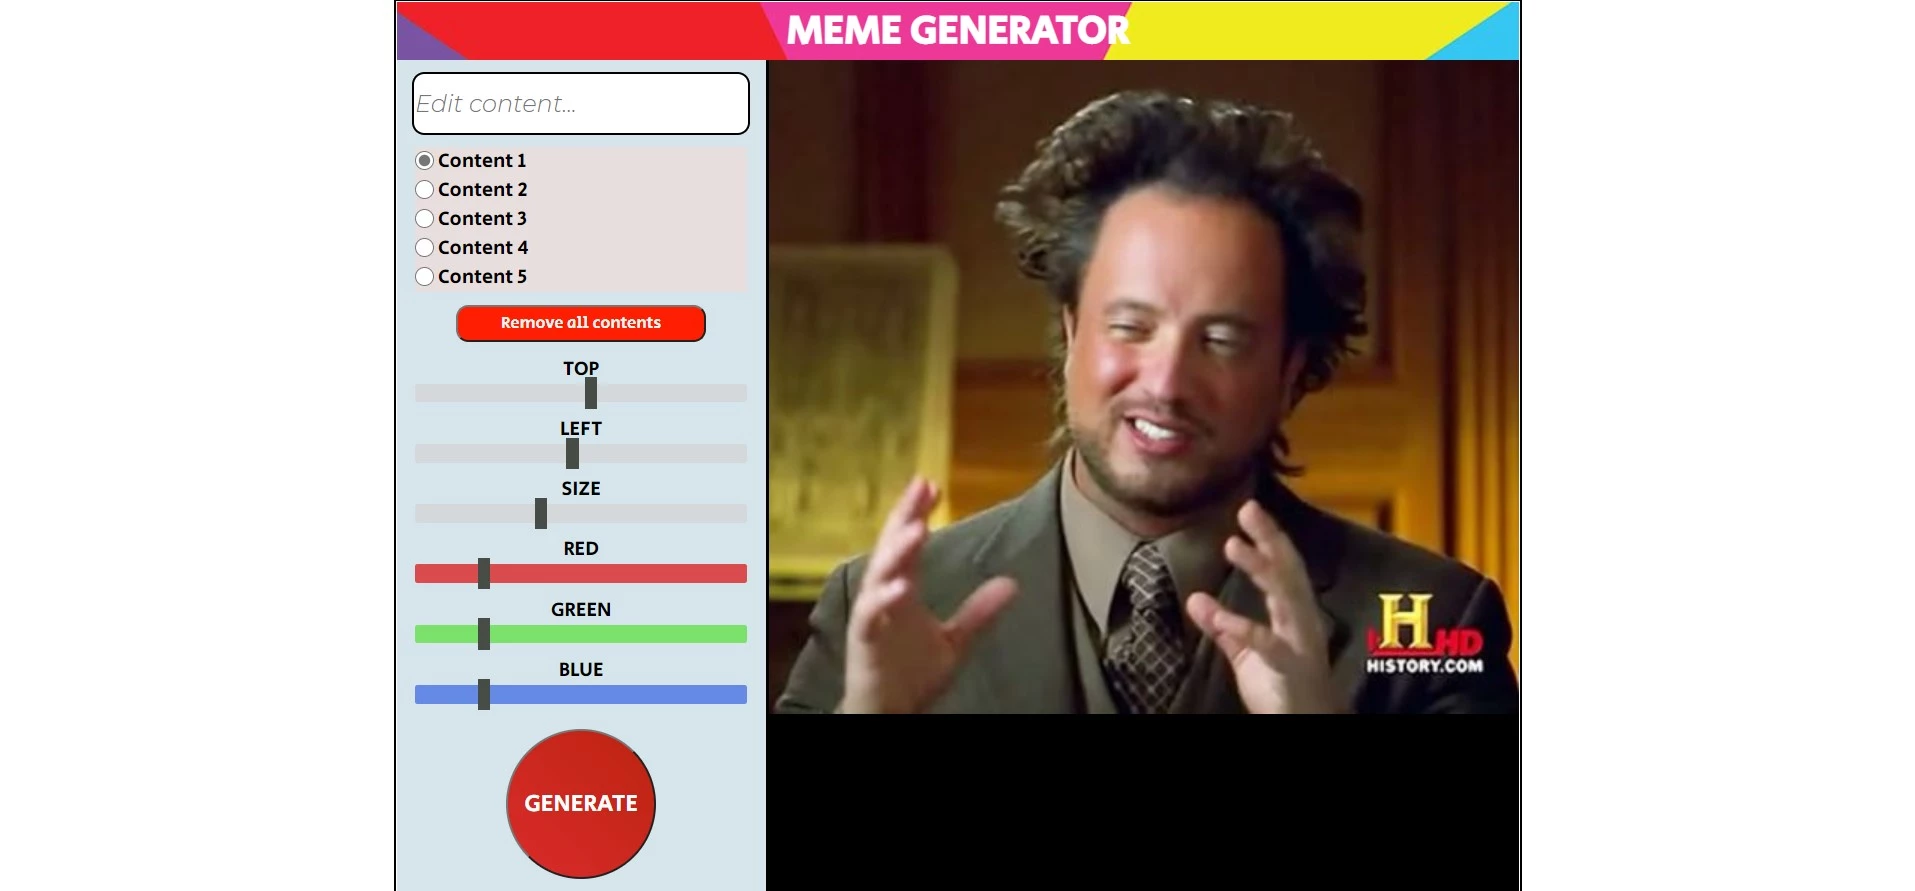 MEME GENERATOR
Edit content...
Content 1
Content 2
Content 3
Content 4
Content 5
Remove all contents
TOP
LEFT
SIZE
RED
GREEN
BLUE
GENERATE
H HD
HISTORY.COM